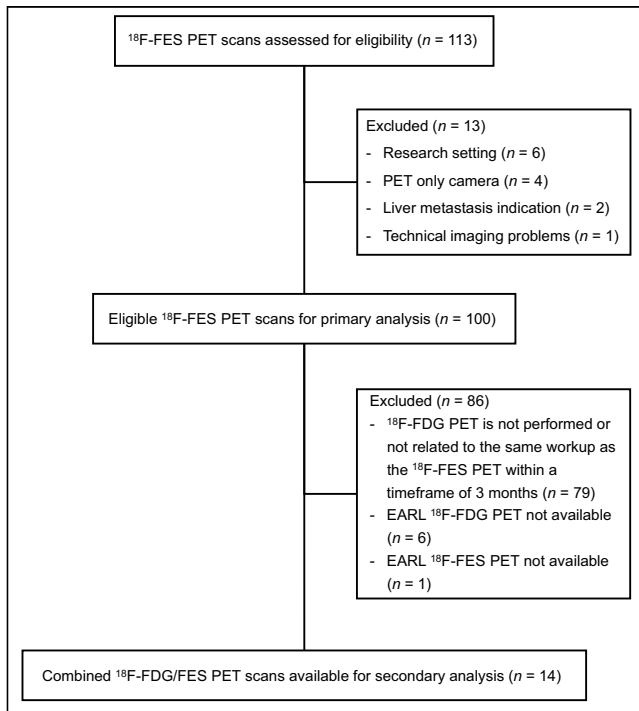 ¹⁸F-FES PET scans assessed for eligibility (n = 113)
Excluded (n = 13)
- Research setting (n = 6)
- PET only camera (n = 4)
- Liver metastasis indication (n = 2)
- Technical imaging problems (n = 1)
Eligible ¹⁸F-FES PET scans for primary analysis (n = 100)
Excluded (n = 86)
- ¹⁸F-FDG PET is not performed or
not related to the same workup as
the ¹⁸F-FES PET within a
timeframe of 3 months (n = 79)
- EARL ¹⁸F-FDG PET not available
(n = 6)
- EARL ¹⁸F-FES PET not available
(n = 1)
Combined ¹⁸F-FDG/FES PET scans available for secondary analysis (n = 14)